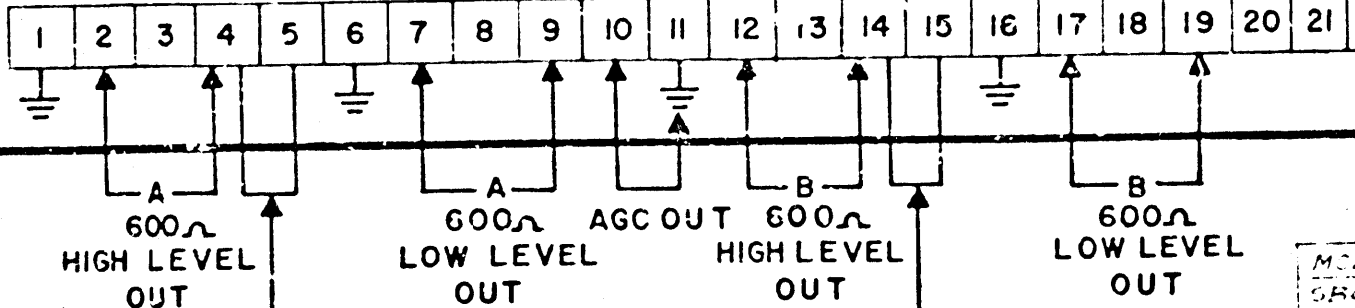 1 2 3 4 5 6 7 8 9 10 11 12 13 14 15 16 17 18 19 20 21
A
600Ω
HIGH LEVEL
OUT
A
600Ω
LOW LEVEL
OUT
AGC OUT
B
600Ω
HIGH LEVEL
OUT
B
600Ω
LOW LEVEL
OUT